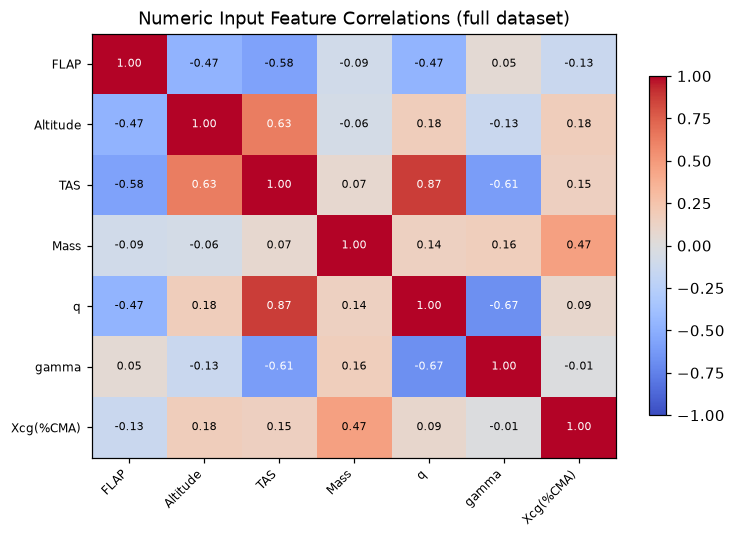 Numeric Input Feature Correlations (full dataset)
FLAP 1.00 -0.47 -0.58 -0.09 -0.47 0.05 -0.13
Altitude -0.47 1.00 0.63 -0.06 0.18 -0.13 0.18
TAS -0.58 0.63 1.00 0.07 0.87 -0.61 0.15
Mass -0.09 -0.06 0.07 1.00 0.14 0.16 0.47
q -0.47 0.18 0.87 0.14 1.00 -0.67 0.09
gamma 0.05 -0.13 -0.61 0.16 -0.67 1.00 -0.01
Xcg(%CMA) -0.13 0.18 0.15 0.47 0.09 -0.01 1.00
FLAP Altitude TAS Mass q gamma Xcg(%CMA)
1.00
0.75
0.50
0.25
0.00
−0.25
−0.50
−0.75
−1.00